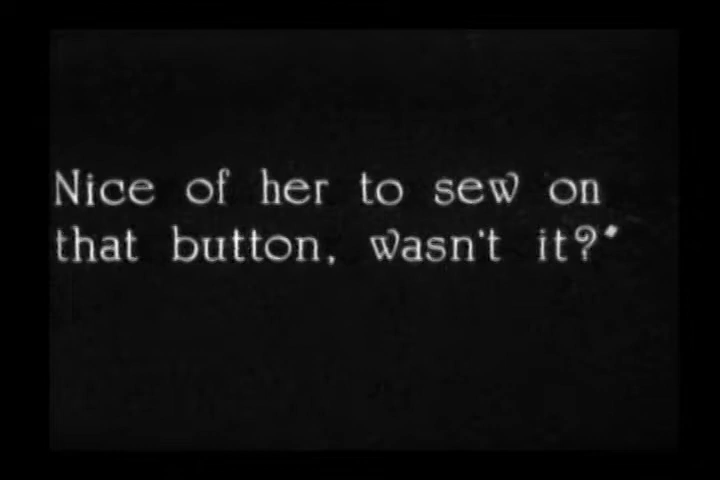 Nice of her to sew on
that button, wasn't it?"